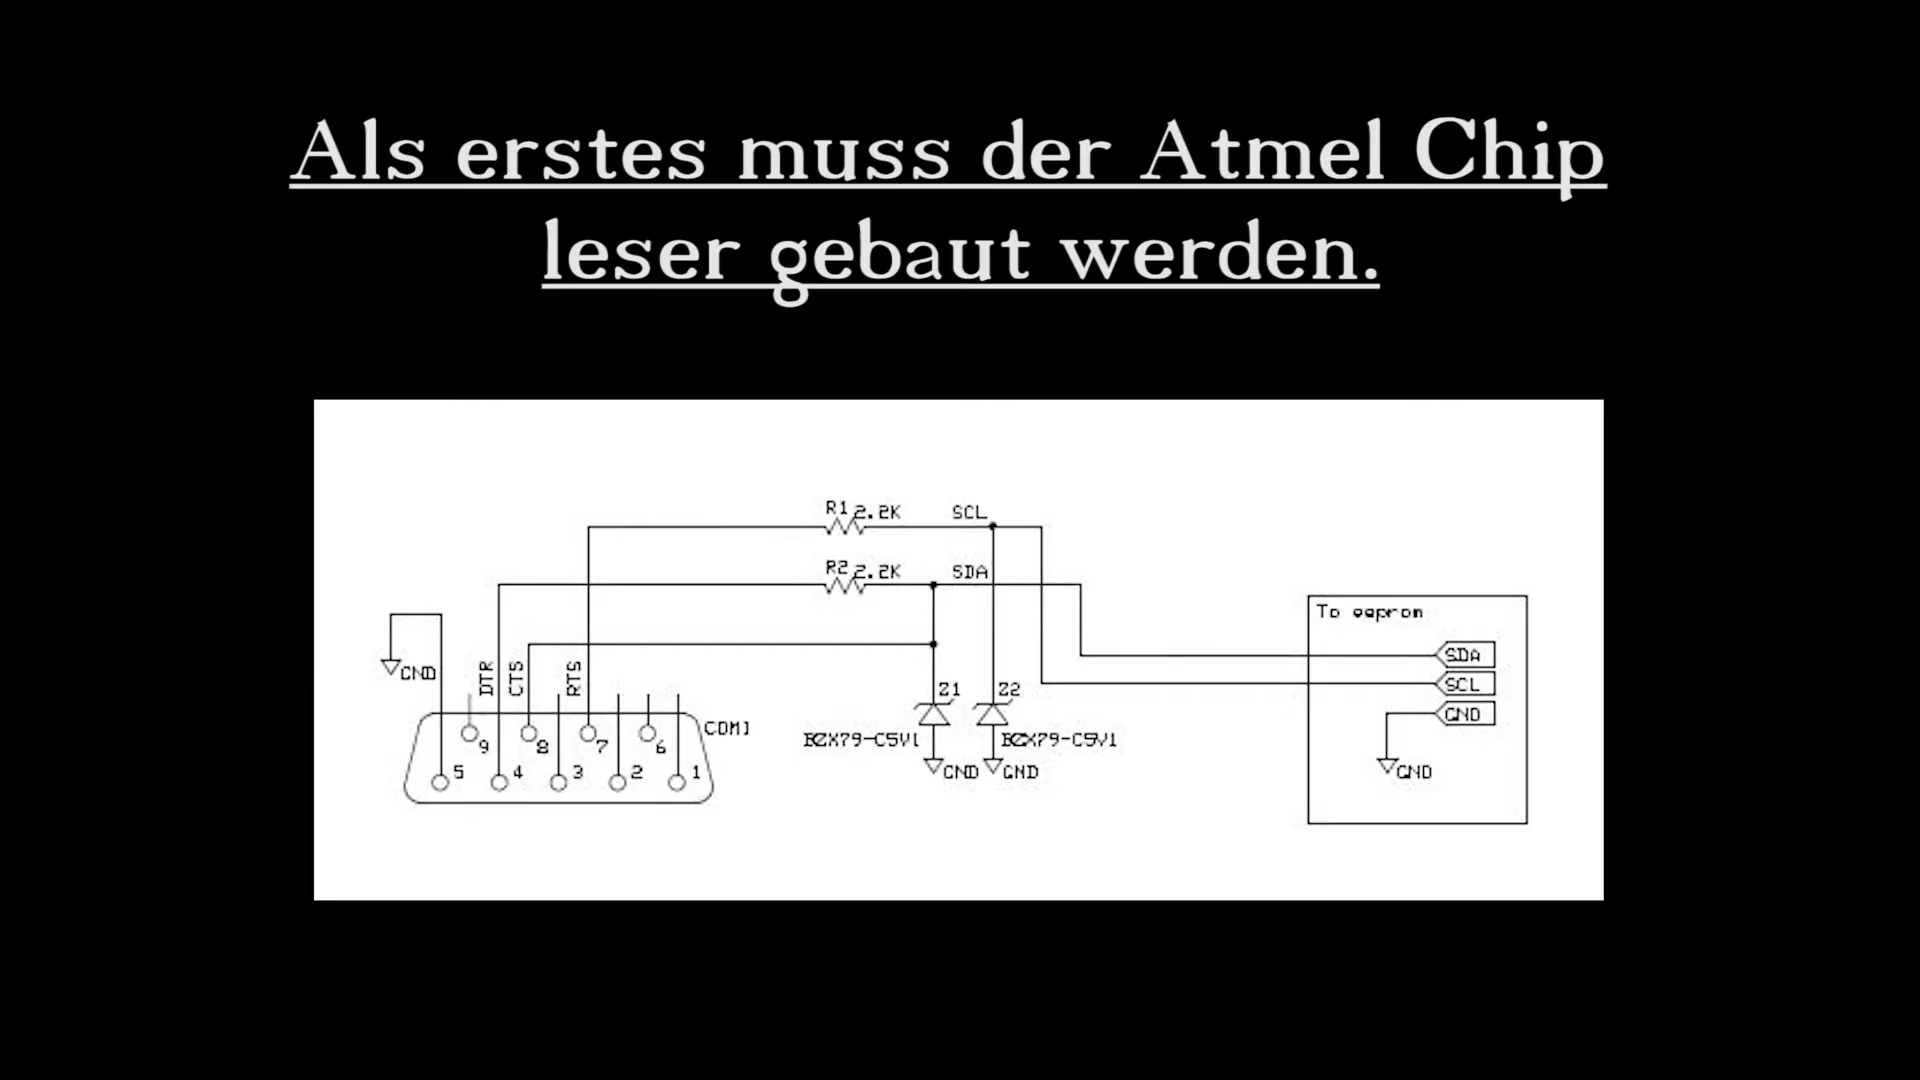 Als erstes muss der Atmel Chip
leser gebaut werden.
R1 2.2K SCL
R2 2.2K SDA
To eeprom
GND DTR CTS RTS
SDA
SCL
GND
Z1 Z2
COM1
BZX79-C5V1 BZX79-C5V1
9 8 7 6
5 4 3 2 1
GND GND
GND